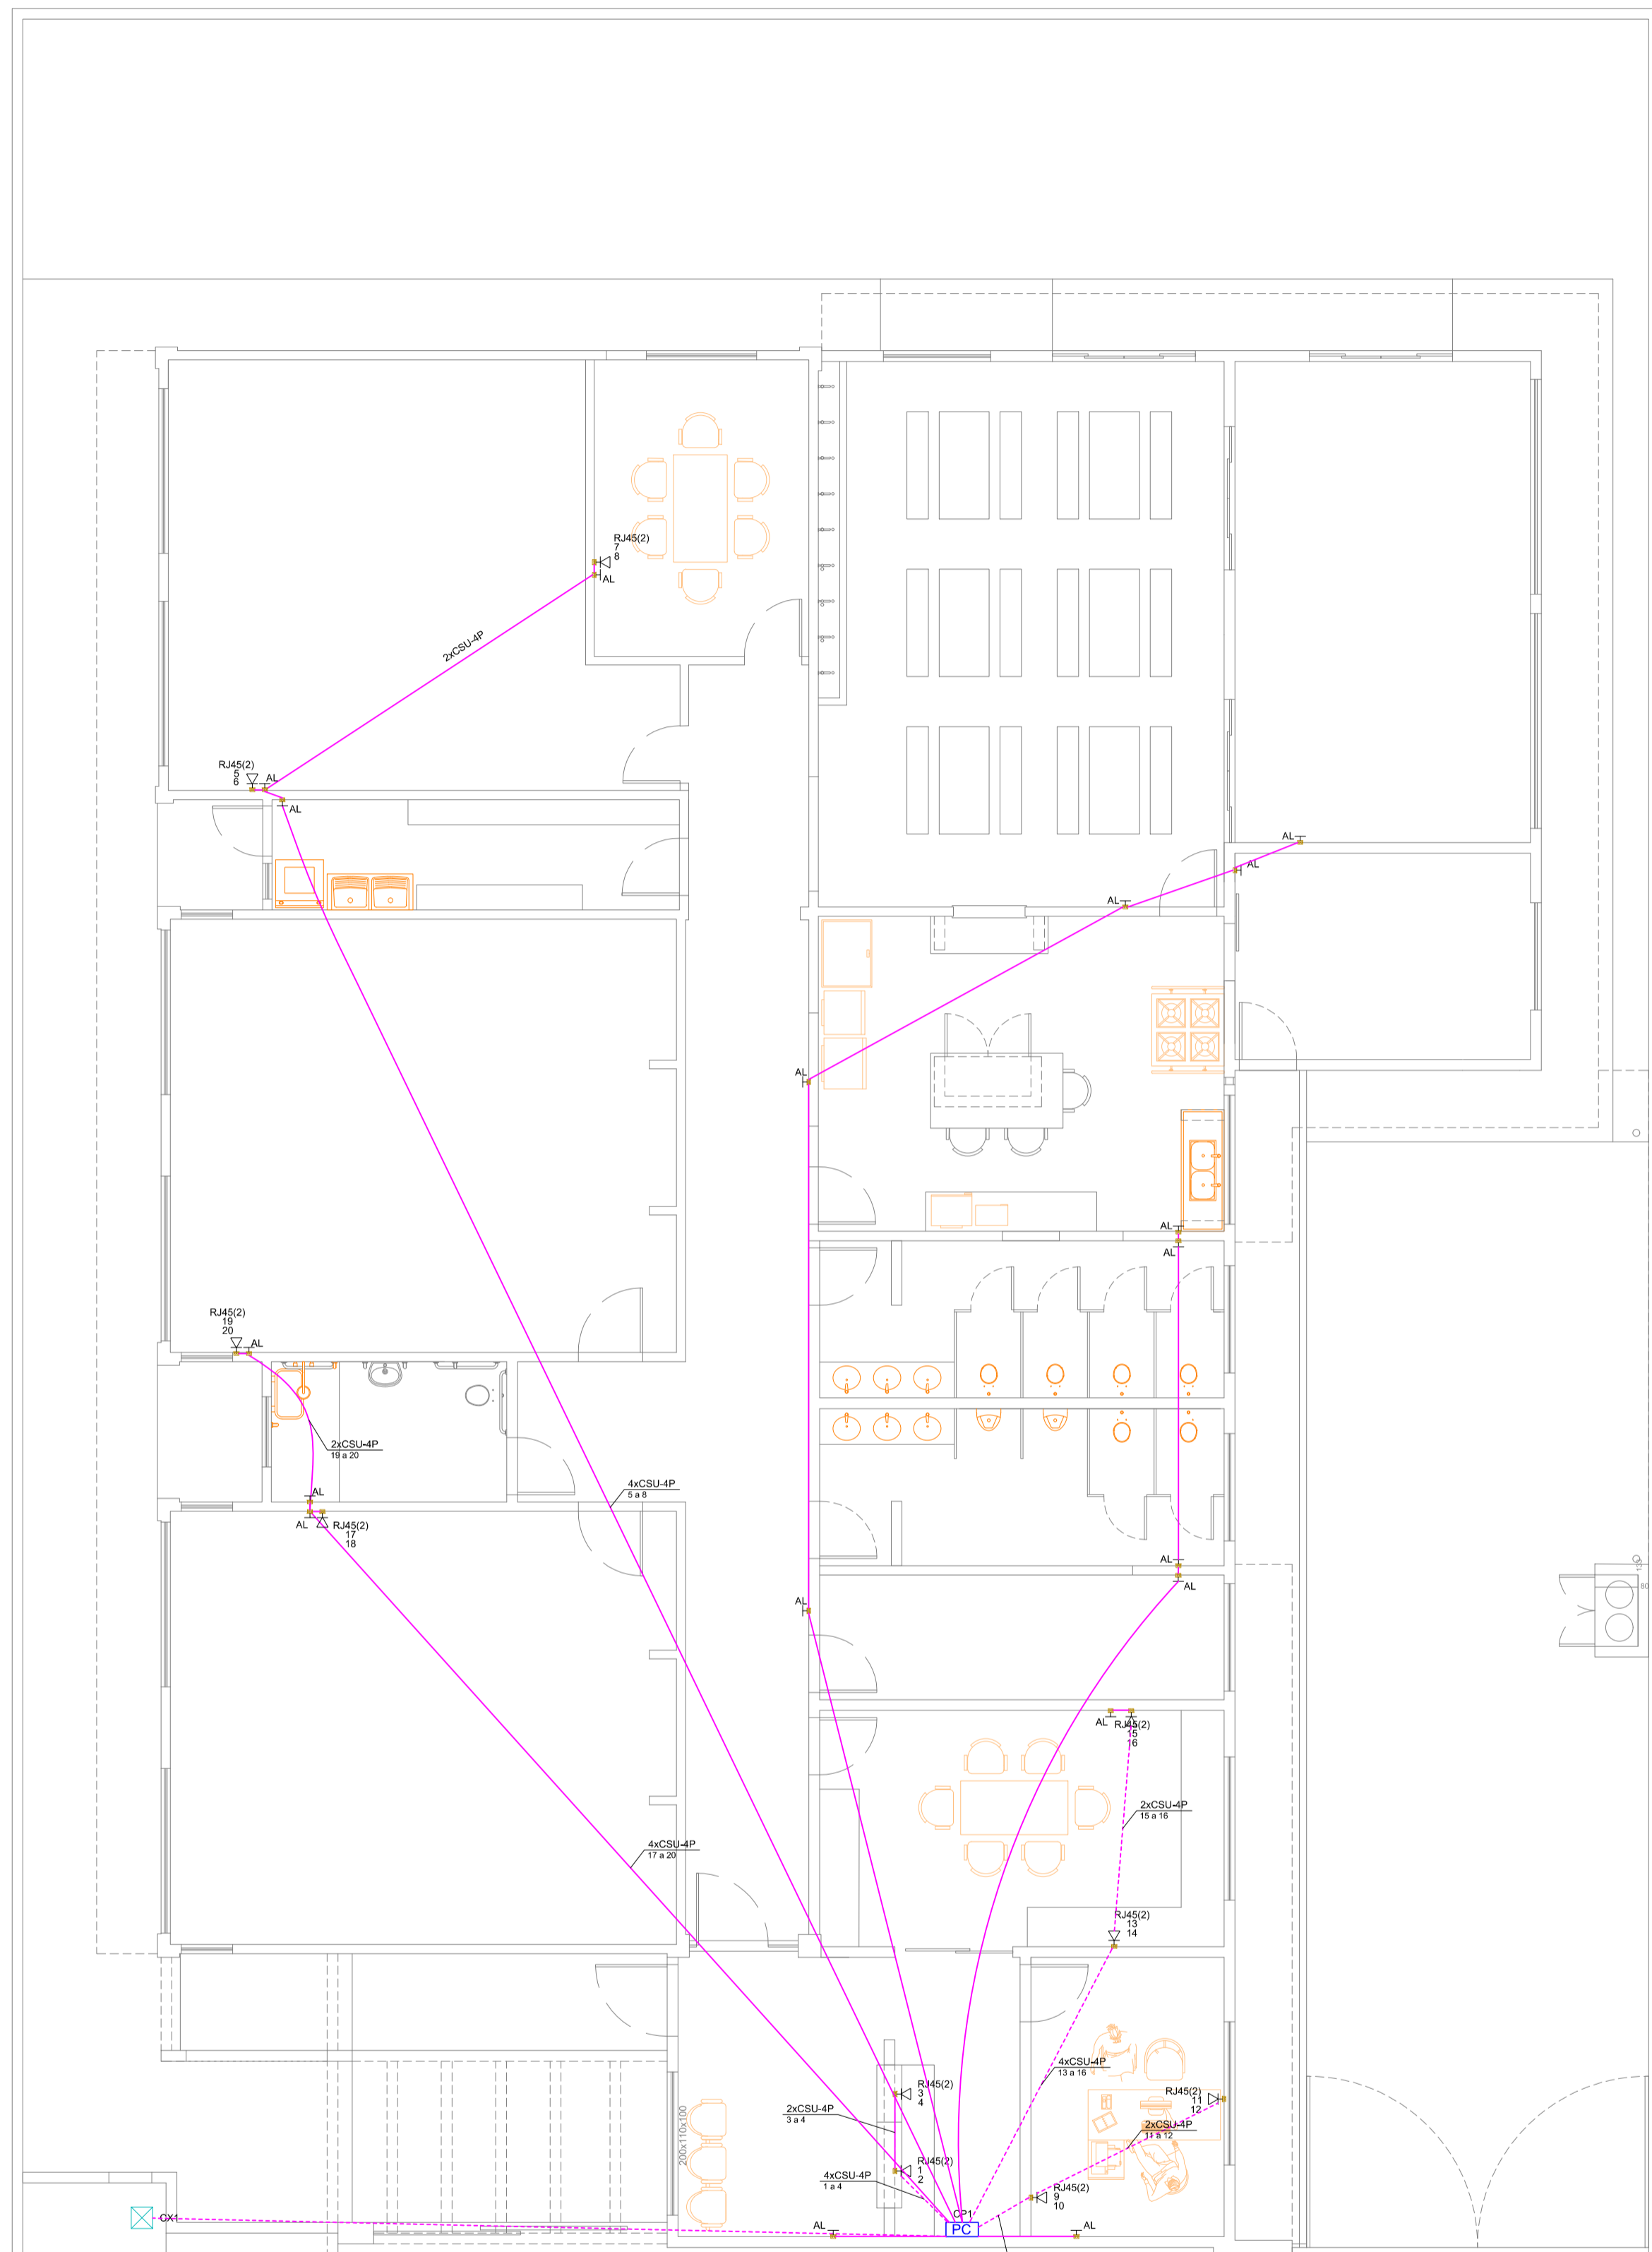 RJ45(2)
7
8
AL
2xCSU-4P
RJ45(2)
5
6
AL
AL
AL
AL
AL
AL
AL
AL
RJ45(2)
19
20
AL
2xCSU-4P
19 a 20
4xCSU-4P
5 a 8
AL
AL
RJ45(2)
17
18
AL
AL
AL
130
80
AL
RJ45(2)
15
16
2xCSU-4P
15 a 16
4xCSU-4P
17 a 20
RJ45(2)
13
14
4xCSU-4P
13 a 16
RJ45(2)
3
4
RJ45(2)
11
12
2xCSU-4P
3 a 4
200x110x100
2xCSU-4P
11 a 12
RJ45(2)
1
2
4xCSU-4P
1 a 4
RJ45(2)
9
10
CX1
CP1
PC
AL
AL